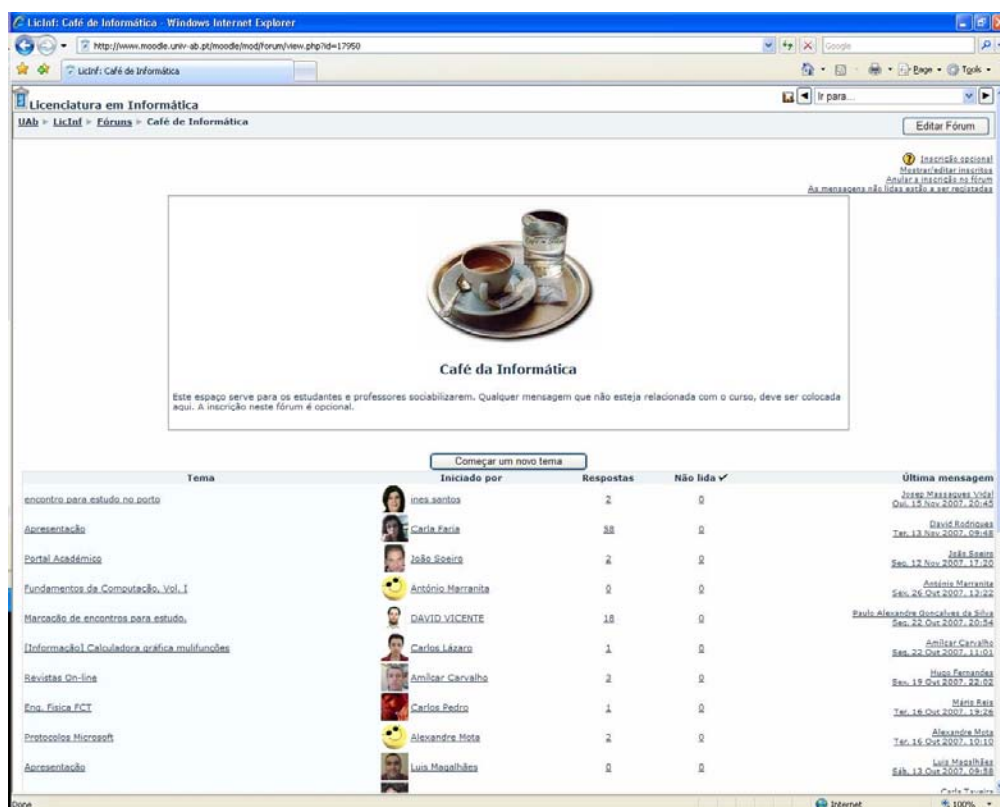 LicInf: Café de Informática - Windows Internet Explorer
http://www.moodle.univ-ab.pt/moodle/mod/forum/view.php?id=17950
Google
LicInf: Café de Informática
Page
Tools
Licenciatura em Informática
Ir para...
UAb ► LicInf ► Fóruns ► Café de Informática
Editar Fórum
Inscrição opcional
Mostrar/editar inscritos
Anular a inscrição no fórum
As mensagens não lidas estão a ser registadas
Café da Informática
Este espaço serve para os estudantes e professores sociabilizarem. Qualquer mensagem que não esteja relacionada com o curso, deve ser colocada
aqui. A inscrição neste fórum é opcional.
Começar um novo tema
Tema Iniciado por Respostas Não lida ✓ Última mensagem
encontro para estudo no porto ines santos 2 0 Josep Massaques Vidal
Qui, 15 Nov 2007, 20:45
Apresentação Carla Faria 58 0 David Rodrigues
Ter, 13 Nov 2007, 09:48
Portal Académico João Soeiro 2 0 João Soeiro
Seg, 12 Nov 2007, 17:20
Fundamentos da Computação, Vol. I António Marranita 0 0 António Marranita
Sex, 26 Out 2007, 13:22
Marcação de encontros para estudo. DAVID VICENTE 18 0 Paulo Alexandre Gonçalves da Silva
Seg, 22 Out 2007, 20:54
[Informação] Calculadora gráfica mulifunções Carlos Lázaro 1 0 Amílcar Carvalho
Seg, 22 Out 2007, 11:01
Revistas On-line Amílcar Carvalho 2 0 Hugo Fernandes
Sex, 19 Out 2007, 22:02
Eng. Fisica FCT Carlos Pedro 1 0 Mário Reis
Ter, 16 Out 2007, 19:26
Protocolos Microsoft Alexandre Mota 2 0 Alexandre Mota
Ter, 16 Out 2007, 10:10
Apresentação Luis Magalhães 0 0 Luis Magalhães
Sáb, 13 Out 2007, 09:58
Carla Taveira
Done Internet 100%